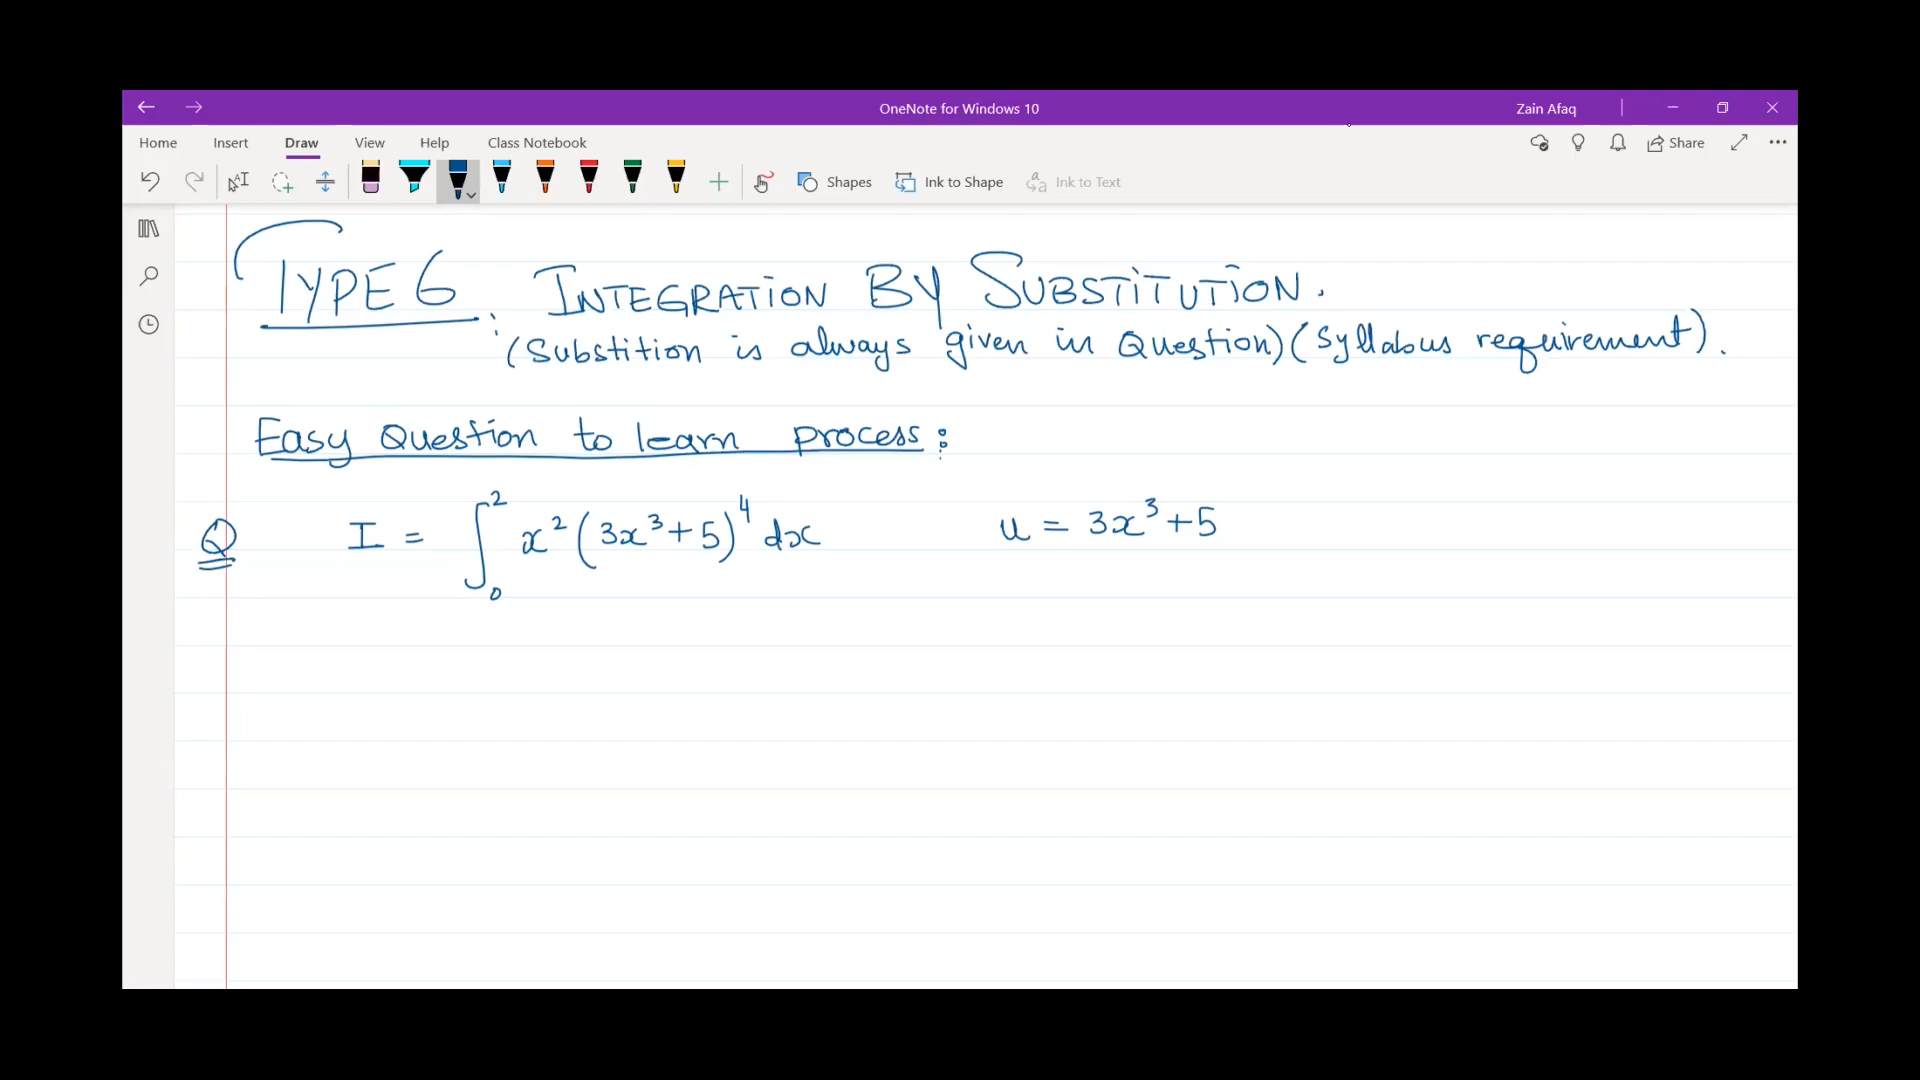 OneNote for Windows 10
Zain Afaq
Home Insert Draw View Help Class Notebook
Share
Shapes Ink to Shape Ink to Text
TYPE 6 : INTEGRATION BY SUBSTITUTION.
(Substition is always given in Question) (Syllabus requirement).
Easy Question to learn process:
Q I = ∫₀² x² (3x³ + 5)⁴ dx u = 3x³ + 5